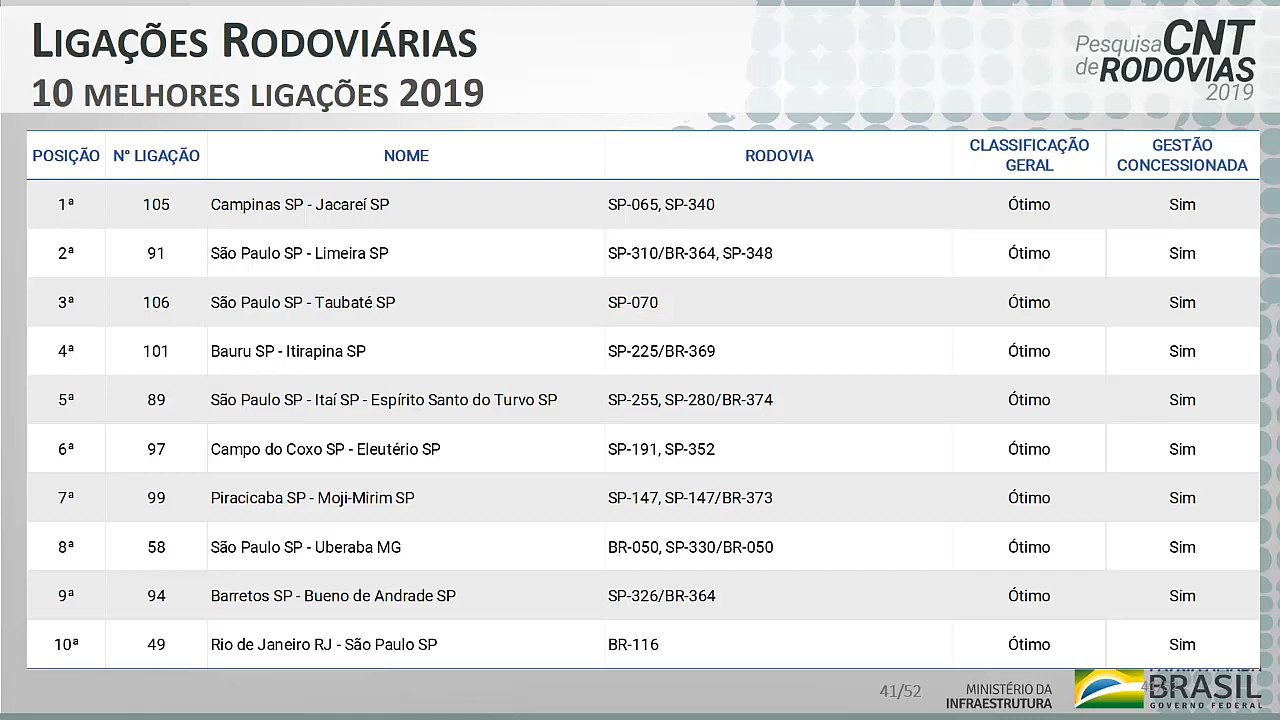 LIGAÇÕES RODOVIÁRIAS
10 MELHORES LIGAÇÕES 2019
Pesquisa CNT
de RODOVIAS
2019
POSIÇÃO N° LIGAÇÃO NOME RODOVIA CLASSIFICAÇÃO GERAL GESTÃO CONCESSIONADA
1ª 105 Campinas SP - Jacareí SP SP-065, SP-340 Ótimo Sim
2ª 91 São Paulo SP - Limeira SP SP-310/BR-364, SP-348 Ótimo Sim
3ª 106 São Paulo SP - Taubaté SP SP-070 Ótimo Sim
4ª 101 Bauru SP - Itirapina SP SP-225/BR-369 Ótimo Sim
5ª 89 São Paulo SP - Itaí SP - Espírito Santo do Turvo SP SP-255, SP-280/BR-374 Ótimo Sim
6ª 97 Campo do Coxo SP - Eleutério SP SP-191, SP-352 Ótimo Sim
7ª 99 Piracicaba SP - Moji-Mirim SP SP-147, SP-147/BR-373 Ótimo Sim
8ª 58 São Paulo SP - Uberaba MG BR-050, SP-330/BR-050 Ótimo Sim
9ª 94 Barretos SP - Bueno de Andrade SP SP-326/BR-364 Ótimo Sim
10ª 49 Rio de Janeiro RJ - São Paulo SP BR-116 Ótimo Sim
41/52
MINISTÉRIO DA
INFRAESTRUTURA
BRASIL
GOVERNO FEDERAL